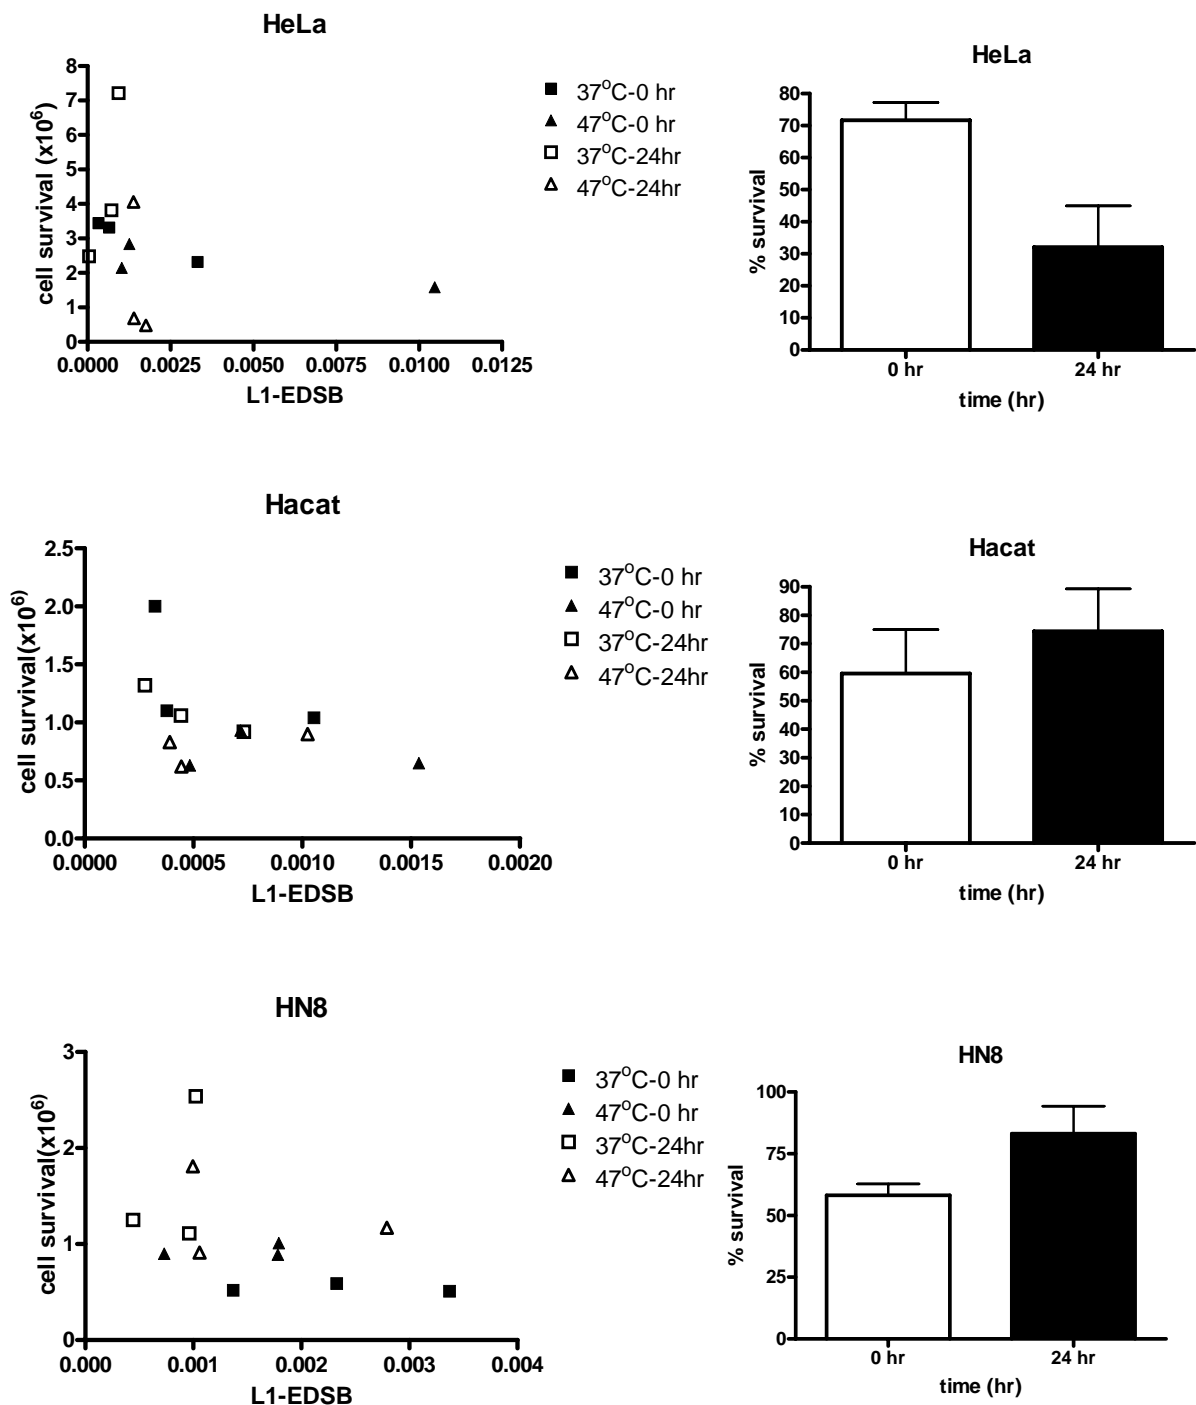 HeLa
8
7
6
5
4
3
2
1
0
cell survival (x10⁶)
0.0000 0.0025 0.0050 0.0075 0.0100 0.0125
L1-EDSB
37°C-0 hr
47°C-0 hr
37°C-24hr
47°C-24hr
HeLa
80
70
60
50
40
30
20
10
0
% survival
0 hr 24 hr
time (hr)
Hacat
2.5
2.0
1.5
1.0
0.5
0.0
cell survival(x10⁶)
0.0000 0.0005 0.0010 0.0015 0.0020
L1-EDSB
37°C-0 hr
47°C-0 hr
37°C-24hr
47°C-24hr
Hacat
90
80
70
60
50
40
30
20
10
0
% survival
0 hr 24 hr
time (hr)
HN8
3
2
1
0
cell survival(x10⁶)
0.000 0.001 0.002 0.003 0.004
L1-EDSB
37°C-0 hr
47°C-0 hr
37°C-24hr
47°C-24hr
HN8
100
75
50
25
0
% survival
0 hr 24 hr
time (hr)